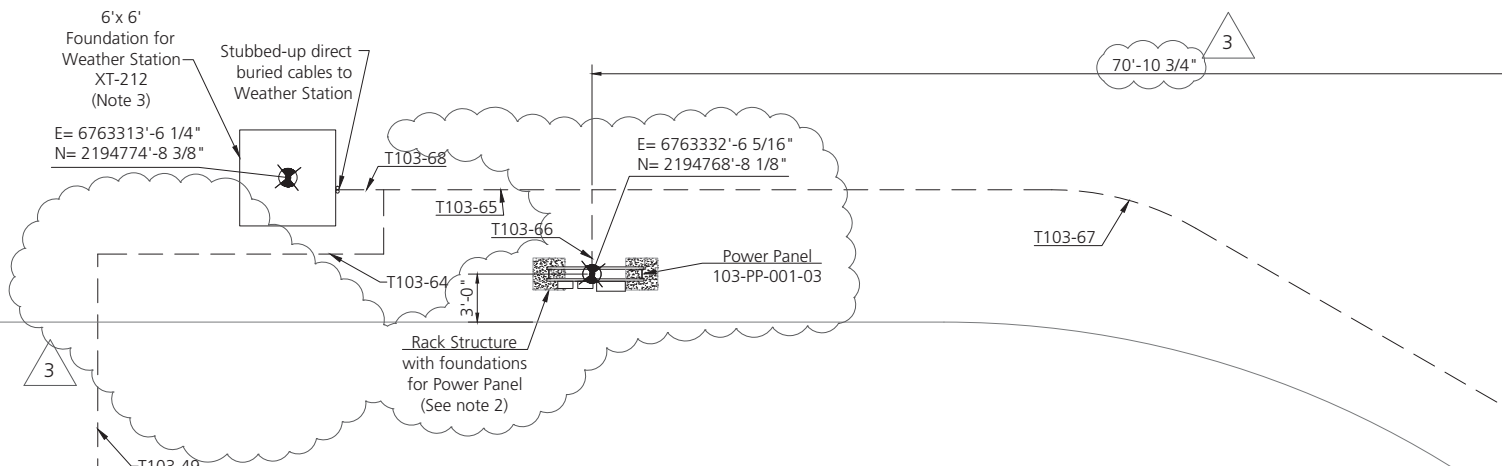 6'x 6'
Foundation for
Weather Station
XT-212
(Note 3)
Stubbed-up direct
buried cables to
Weather Station
E= 6763313'-6 1/4"
N= 2194774'-8 3/8"
T103-68
T103-65
T103-66
E= 6763332'-6 5/16"
N= 2194768'-8 1/8"
70'-10 3/4"
3
T103-67
Power Panel
103-PP-001-03
T103-64
3'-0"
Rack Structure
with foundations
for Power Panel
(See note 2)
3
T103-49